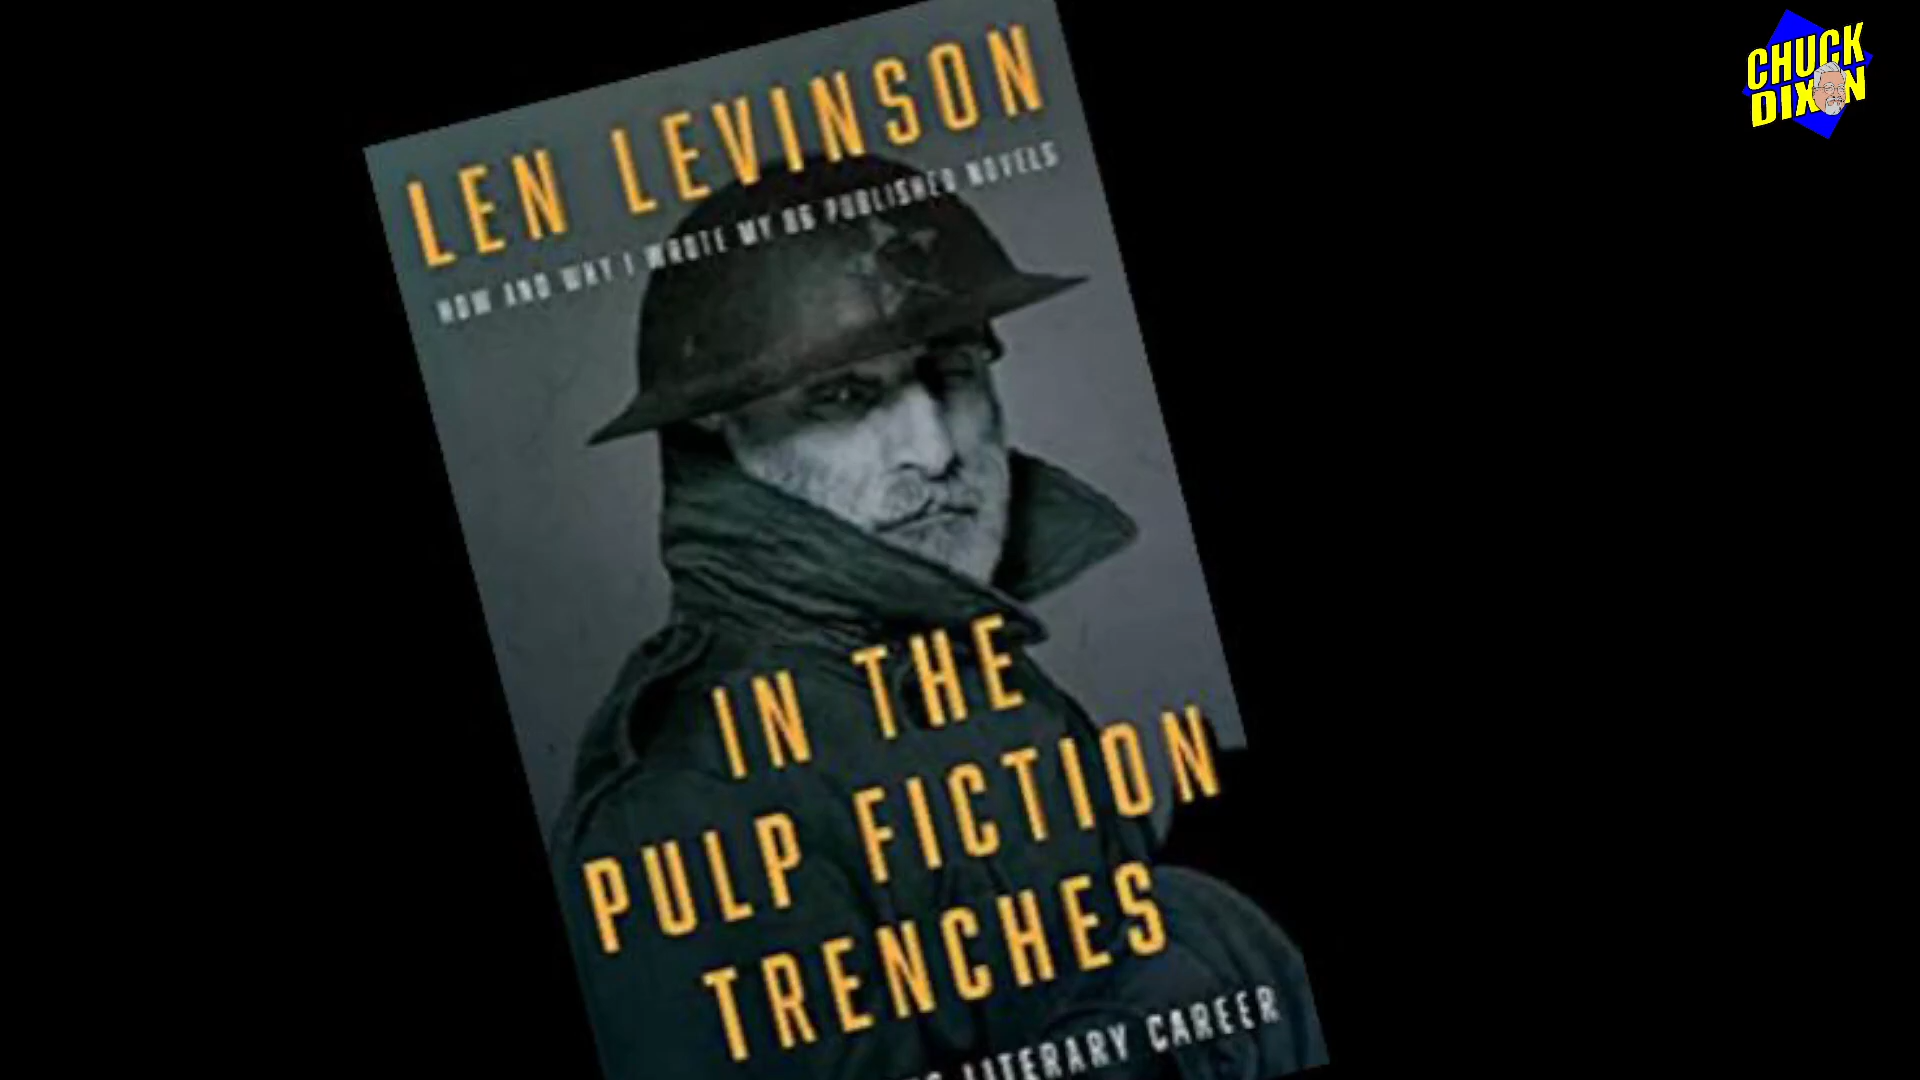 LEN LEVINSON
HOW AND WHY I WROTE MY 86 PUBLISHED NOVELS
IN THE
PULP FICTION
TRENCHES
LITERARY CAREER
CHUCK
DIXON